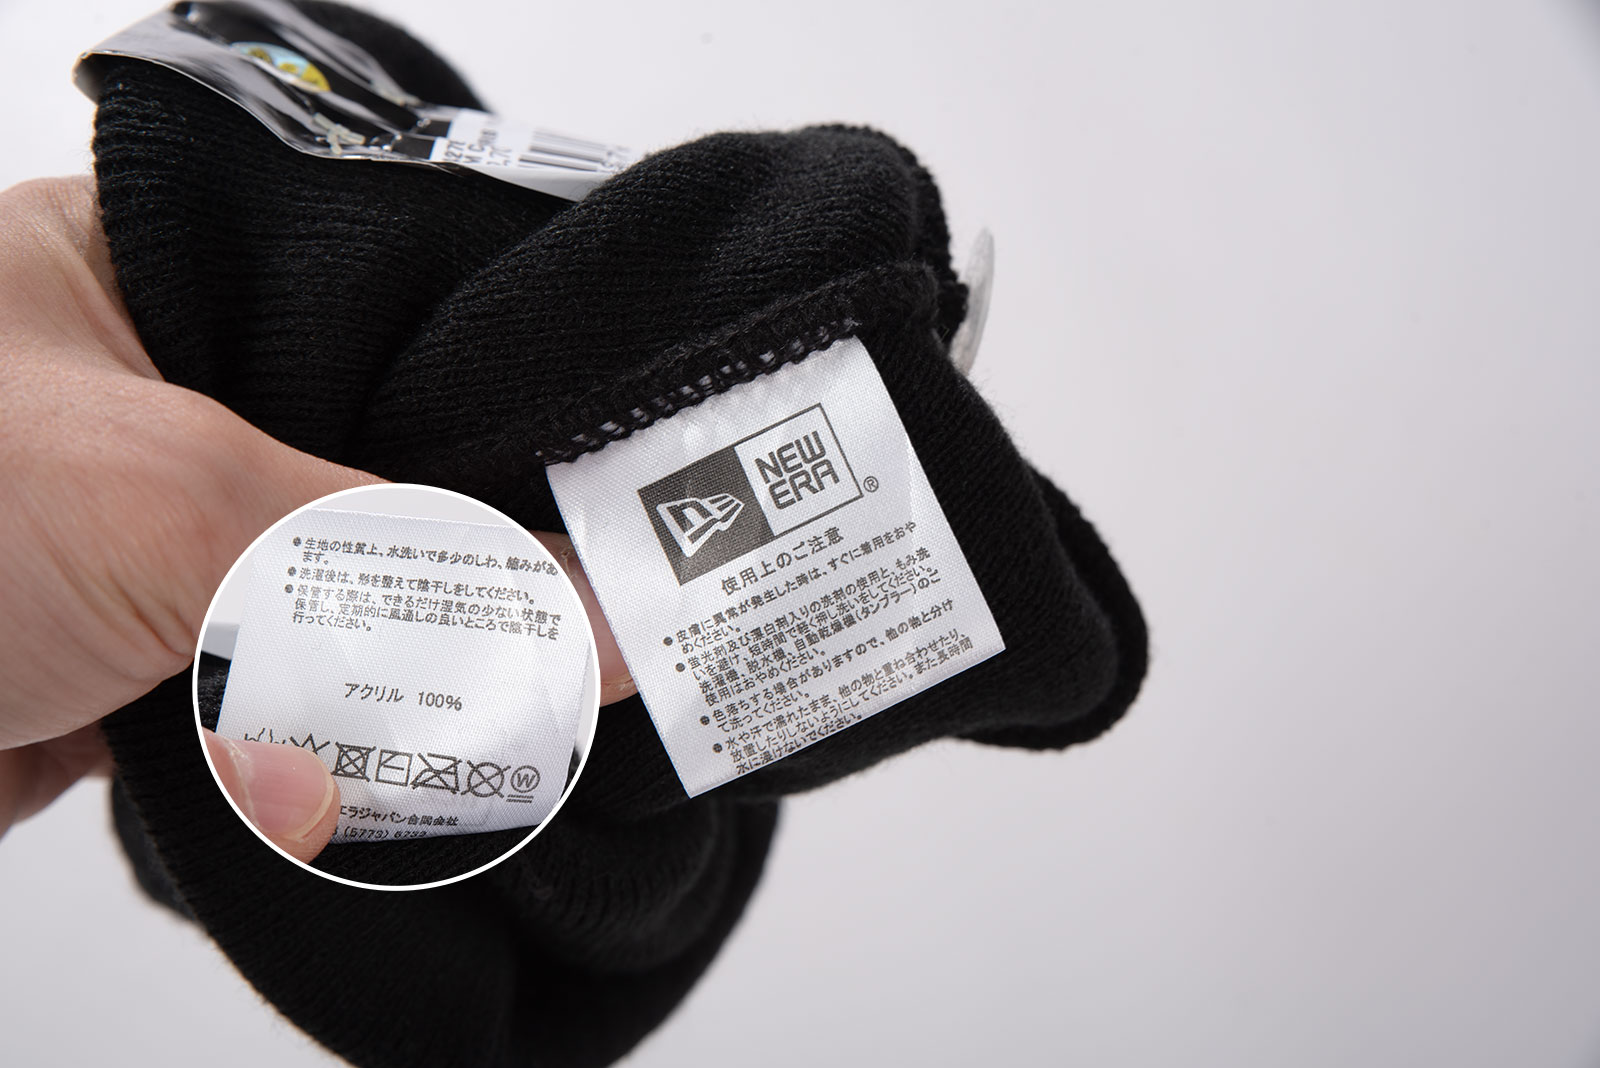 NEW
ERA
®
使用上のご注意
●皮膚に異常が発生した時は、すぐに着用をおや
めください。
●蛍光剤及び漂白剤入りの洗剤の使用と、もみ洗
いを避け、短時間で軽く押し洗いをしてください。
洗濯機、脱水機、自動乾燥機(タンブラー)のご
使用はおやめください。
●色落ちする場合がありますので、他の物と分け
て洗ってください。
●水や汗で濡れたまま、他の物と重ね合わせたり、
放置したりしないようにしてください。また長時間
水に浸けないでください。
●生地の性質上、水洗いで多少のしわ、縮みがあ
ます。
●洗濯後は、形を整えて陰干しをしてください。
●保管する際は、できるだけ湿気の少ない状態で
保管し、定期的に風通しの良いところで陰干しを
行ってください。
アクリル 100%
W
エラジャパン合同会社
(5773) 6732